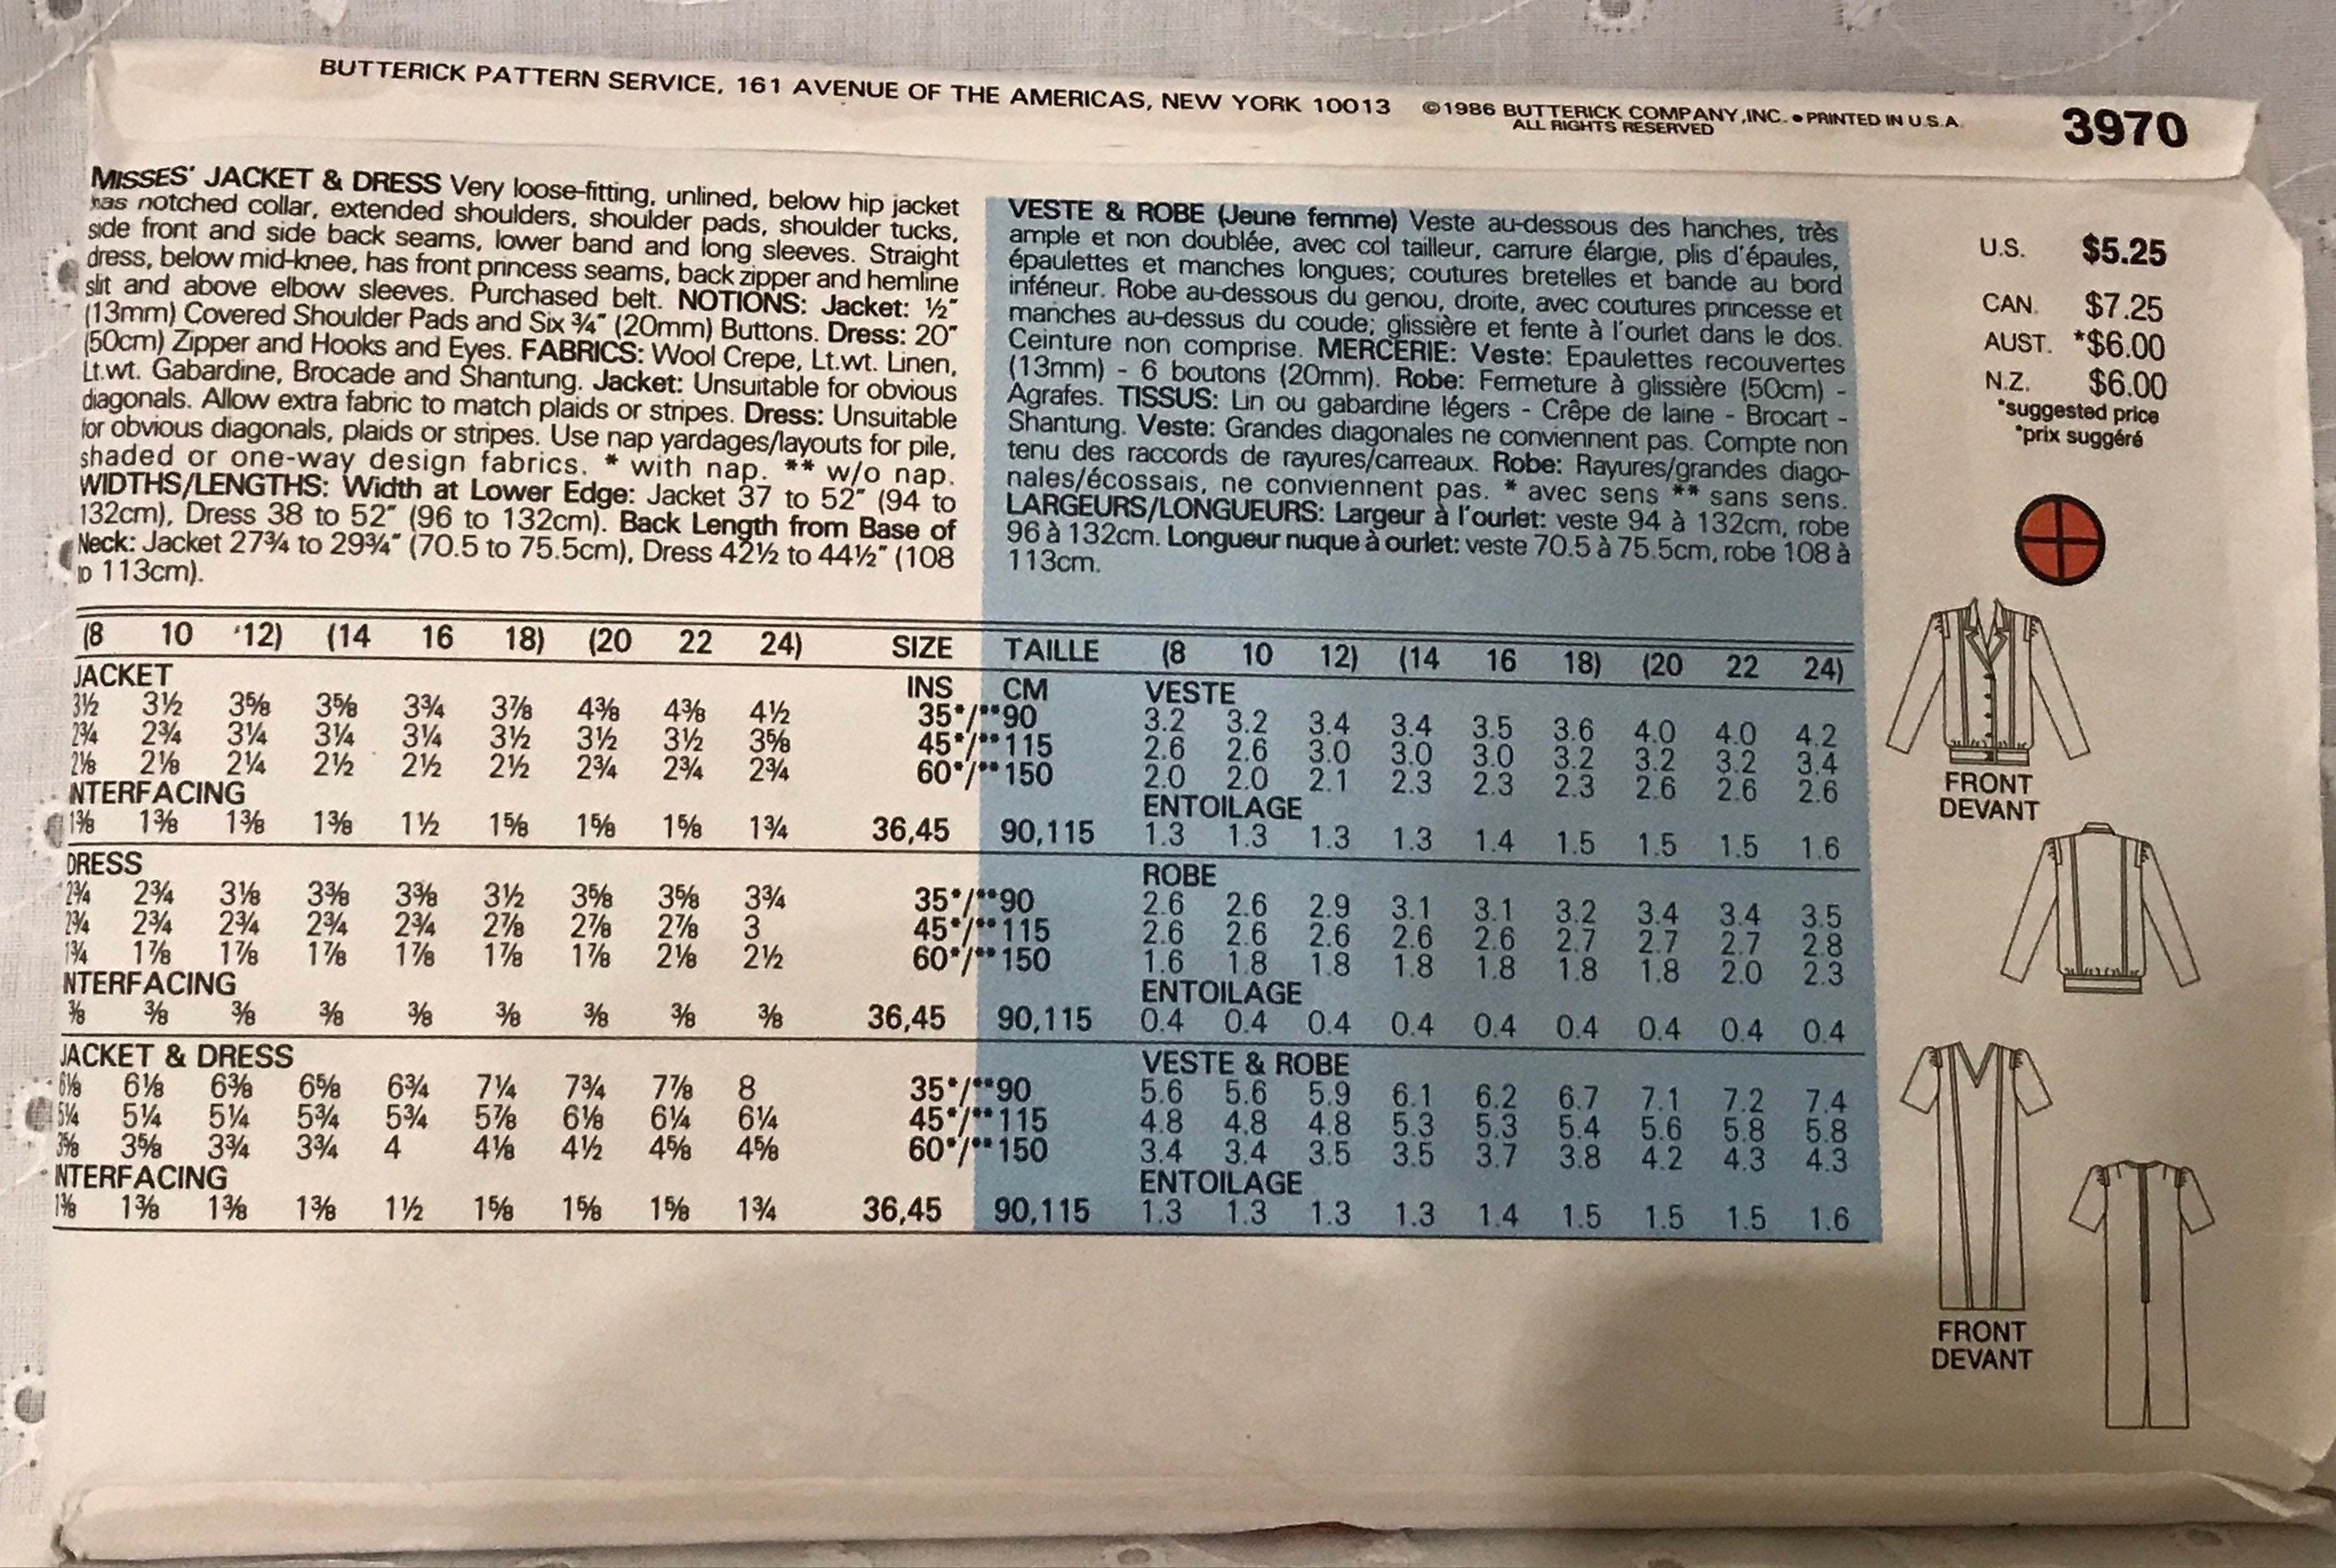 BUTTERICK PATTERN SERVICE, 161 AVENUE OF THE AMERICAS, NEW YORK 10013 ©1986 BUTTERICK COMPANY, INC. • PRINTED IN U.S.A.
ALL RIGHTS RESERVED
3970
MISSES' JACKET & DRESS Very loose-fitting, unlined, below hip jacket
has notched collar, extended shoulders, shoulder pads, shoulder tucks,
side front and side back seams, lower band and long sleeves. Straight
dress, below mid-knee, has front princess seams, back zipper and hemline
slit and above elbow sleeves. Purchased belt. NOTIONS: Jacket: ½"
(13mm) Covered Shoulder Pads and Six ¾" (20mm) Buttons. Dress: 20"
(50cm) Zipper and Hooks and Eyes. FABRICS: Wool Crepe, Lt.wt. Linen,
Lt.wt. Gabardine, Brocade and Shantung. Jacket: Unsuitable for obvious
diagonals. Allow extra fabric to match plaids or stripes. Dress: Unsuitable
for obvious diagonals, plaids or stripes. Use nap yardages/layouts for pile,
shaded or one-way design fabrics. * with nap. ** w/o nap.
WIDTHS/LENGTHS: Width at Lower Edge: Jacket 37 to 52" (94 to
132cm), Dress 38 to 52" (96 to 132cm). Back Length from Base of
Neck: Jacket 27¾ to 29¾" (70.5 to 75.5cm), Dress 42½ to 44½" (108
to 113cm).
VESTE & ROBE (Jeune femme) Veste au-dessous des hanches, très
ample et non doublée, avec col tailleur, carrure élargie, plis d'épaules,
épaulettes et manches longues; coutures bretelles et bande au bord
inférieur. Robe au-dessous du genou, droite, avec coutures princesse et
manches au-dessus du coude; glissière et fente à l'ourlet dans le dos.
Ceinture non comprise. MERCERIE: Veste: Epaulettes recouvertes
(13mm) - 6 boutons (20mm). Robe: Fermeture à glissière (50cm) -
Agrafes. TISSUS: Lin ou gabardine légers - Crêpe de laine - Brocart -
Shantung. Veste: Grandes diagonales ne conviennent pas. Compte non
tenu des raccords de rayures/carreaux. Robe: Rayures/grandes diago-
nales/écossais, ne conviennent pas. * avec sens ** sans sens.
LARGEURS/LONGUEURS: Largeur à l'ourlet: veste 94 à 132cm, robe
96 à 132cm. Longueur nuque à ourlet: veste 70.5 à 75.5cm, robe 108 à
113cm.
U.S. $5.25
CAN. $7.25
AUST. *$6.00
N.Z. $6.00
*suggested price
*prix suggéré
(8 10 12) (14 16 18) (20 22 24) SIZE TAILLE (8 10 12) (14 16 18) (20 22 24)
JACKET INS CM VESTE
3½ 3½ 3⅝ 3⅝ 3¾ 3⅞ 4⅜ 4⅜ 4½ 35*/**90 3.2 3.2 3.4 3.4 3.5 3.6 4.0 4.0 4.2
2¾ 2¾ 3¼ 3¼ 3¼ 3½ 3½ 3½ 3⅝ 45*/**115 2.6 2.6 3.0 3.0 3.0 3.2 3.2 3.2 3.4
2⅛ 2⅛ 2¼ 2½ 2½ 2½ 2¾ 2¾ 2¾ 60*/**150 2.0 2.0 2.1 2.3 2.3 2.3 2.6 2.6 2.6
NTERFACING ENTOILAGE
1⅜ 1⅜ 1⅜ 1⅜ 1½ 1⅝ 1⅝ 1⅝ 1¾ 36,45 90,115 1.3 1.3 1.3 1.3 1.4 1.5 1.5 1.5 1.6
DRESS ROBE
2¾ 2¾ 3⅛ 3⅜ 3⅜ 3½ 3⅝ 3⅝ 3¾ 35*/**90 2.6 2.6 2.9 3.1 3.1 3.2 3.4 3.4 3.5
2¾ 2¾ 2¾ 2¾ 2¾ 2⅞ 2⅞ 2⅞ 3 45*/**115 2.6 2.6 2.6 2.6 2.6 2.7 2.7 2.7 2.8
1¾ 1⅞ 1⅞ 1⅞ 1⅞ 1⅞ 1⅞ 2⅛ 2½ 60*/**150 1.6 1.8 1.8 1.8 1.8 1.8 1.8 2.0 2.3
NTERFACING ENTOILAGE
⅜ ⅜ ⅜ ⅜ ⅜ ⅜ ⅜ ⅜ ⅜ 36,45 90,115 0.4 0.4 0.4 0.4 0.4 0.4 0.4 0.4 0.4
JACKET & DRESS VESTE & ROBE
6⅛ 6⅛ 6⅜ 6⅝ 6¾ 7¼ 7¾ 7⅞ 8 35*/**90 5.6 5.6 5.9 6.1 6.2 6.7 7.1 7.2 7.4
5¼ 5¼ 5¼ 5¾ 5¾ 5⅞ 6⅛ 6¼ 6¼ 45*/**115 4.8 4.8 4.8 5.3 5.3 5.4 5.6 5.8 5.8
3⅝ 3⅝ 3¾ 3¾ 4 4⅛ 4½ 4⅝ 4⅝ 60*/**150 3.4 3.4 3.5 3.5 3.7 3.8 4.2 4.3 4.3
NTERFACING ENTOILAGE
1⅜ 1⅜ 1⅜ 1⅜ 1½ 1⅝ 1⅝ 1⅝ 1¾ 36,45 90,115 1.3 1.3 1.3 1.3 1.4 1.5 1.5 1.5 1.6
FRONT
DEVANT
FRONT
DEVANT